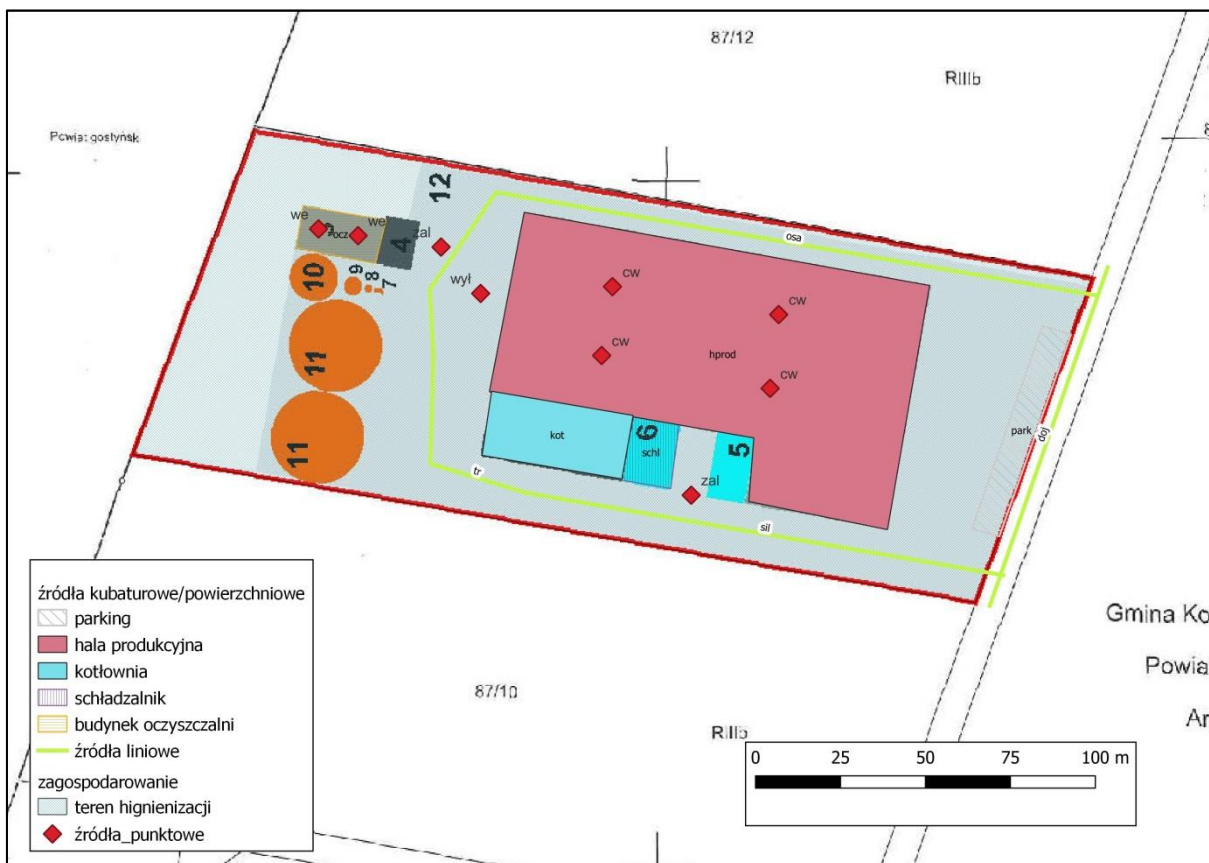 87/12
RIIIb
Powiat gostyński
12
we
we
ocz
4
zal
osa
10
9
8
7
wył
cw
cw
cw
cw
hprod
11
11
kot
6
schl
5
zal
tr
sil
park
doj
źródła kubaturowe/powierzchniowe
parking
hala produkcyjna
kotłownia
schładzalnik
budynek oczyszczalni
źródła liniowe
zagospodarowanie
teren hignienizacji
źródła_punktowe
87/10
RIIIb
Gmina Ko
Powia
Ar
0 25 50 75 100 m